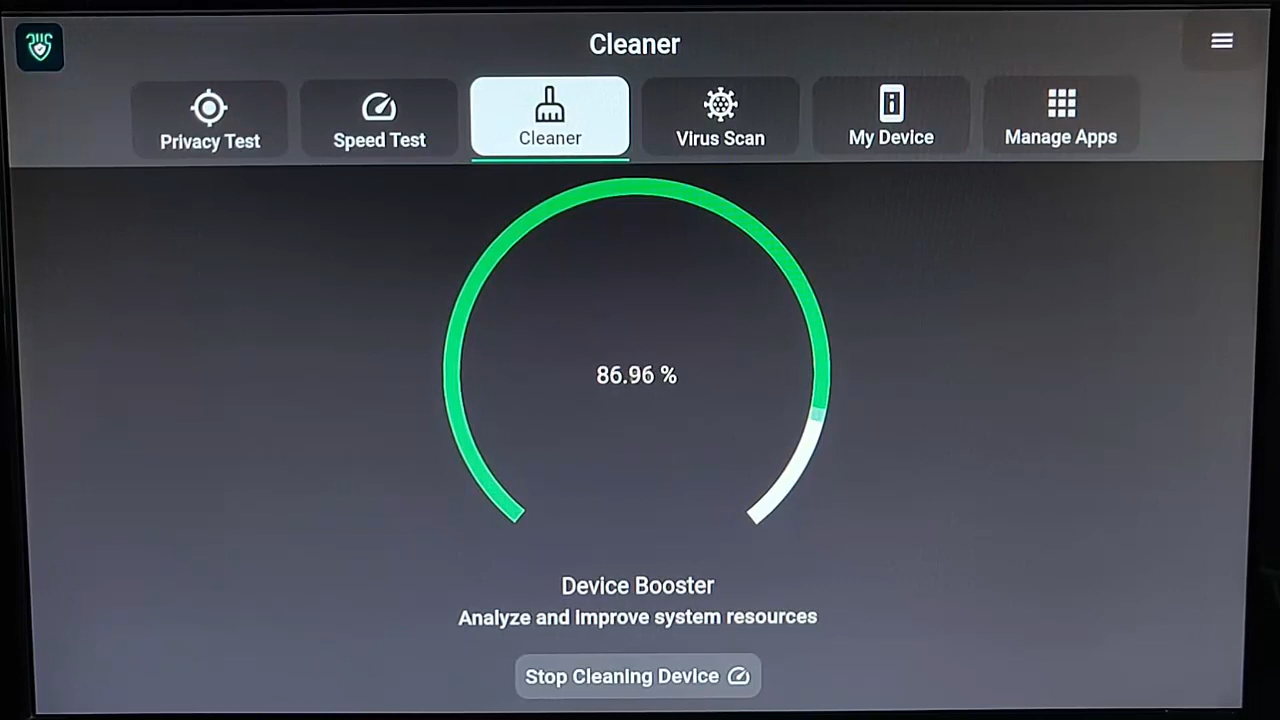 Cleaner
Privacy Test
Speed Test
Cleaner
Virus Scan
My Device
Manage Apps
86.96 %
Device Booster
Analyze and Improve system resources
Stop Cleaning Device